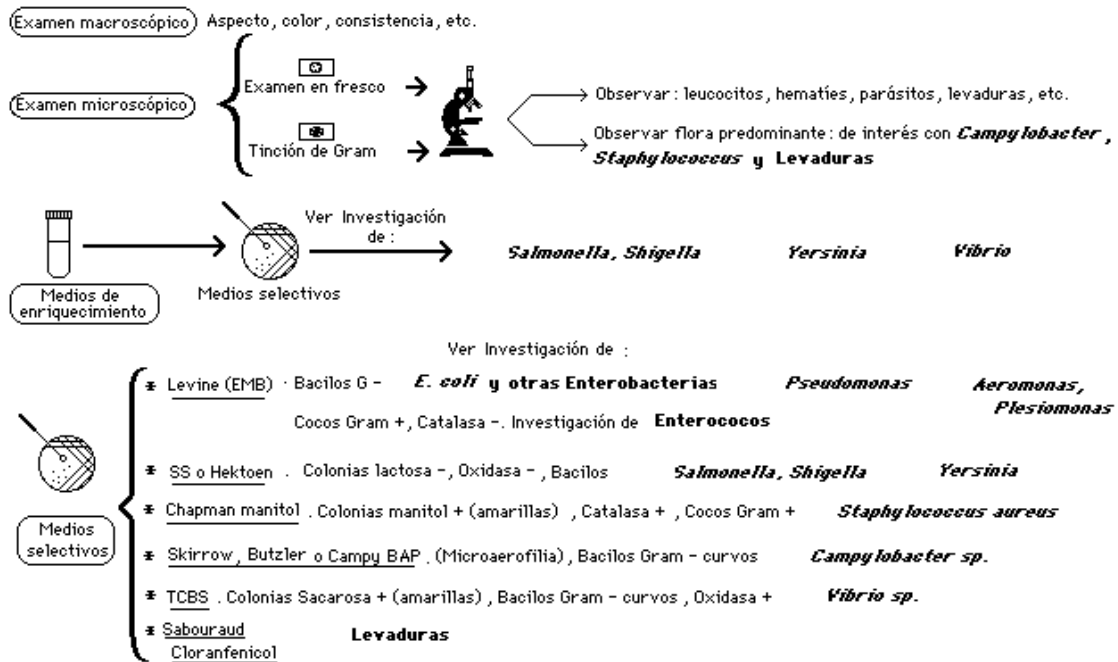 Examen macroscópico Aspecto, color, consistencia, etc.
Examen microscópico
Examen en fresco
Tinción de Gram
Observar: leucocitos, hematíes, parásitos, levaduras, etc.
Observar flora predominante: de interés con Campylobacter,
Staphylococcus y Levaduras
Medios de
enriquecimiento
Medios selectivos
Ver Investigación
de:
Salmonella, Shigella Yersinia Vibrio
Ver Investigación de:
Medios
selectivos
* Levine (EMB) · Bacilos G - E. coli y otras Enterobacterias Pseudomonas Aeromonas,
Plesiomonas
Cocos Gram +, Catalasa -. Investigación de Enterococos
* SS o Hektoen . Colonias lactosa -, Oxidasa -, Bacilos Salmonella, Shigella Yersinia
* Chapman manitol . Colonias manitol + (amarillas) , Catalasa + , Cocos Gram + Staphylococcus aureus
* Skirrow, Butzler o Campy BAP . (Microaerofilia), Bacilos Gram - curvos Campylobacter sp.
* TCBS . Colonias Sacarosa + (amarillas) , Bacilos Gram - curvos , Oxidasa + Vibrio sp.
* Sabouraud Levaduras
Cloranfenicol